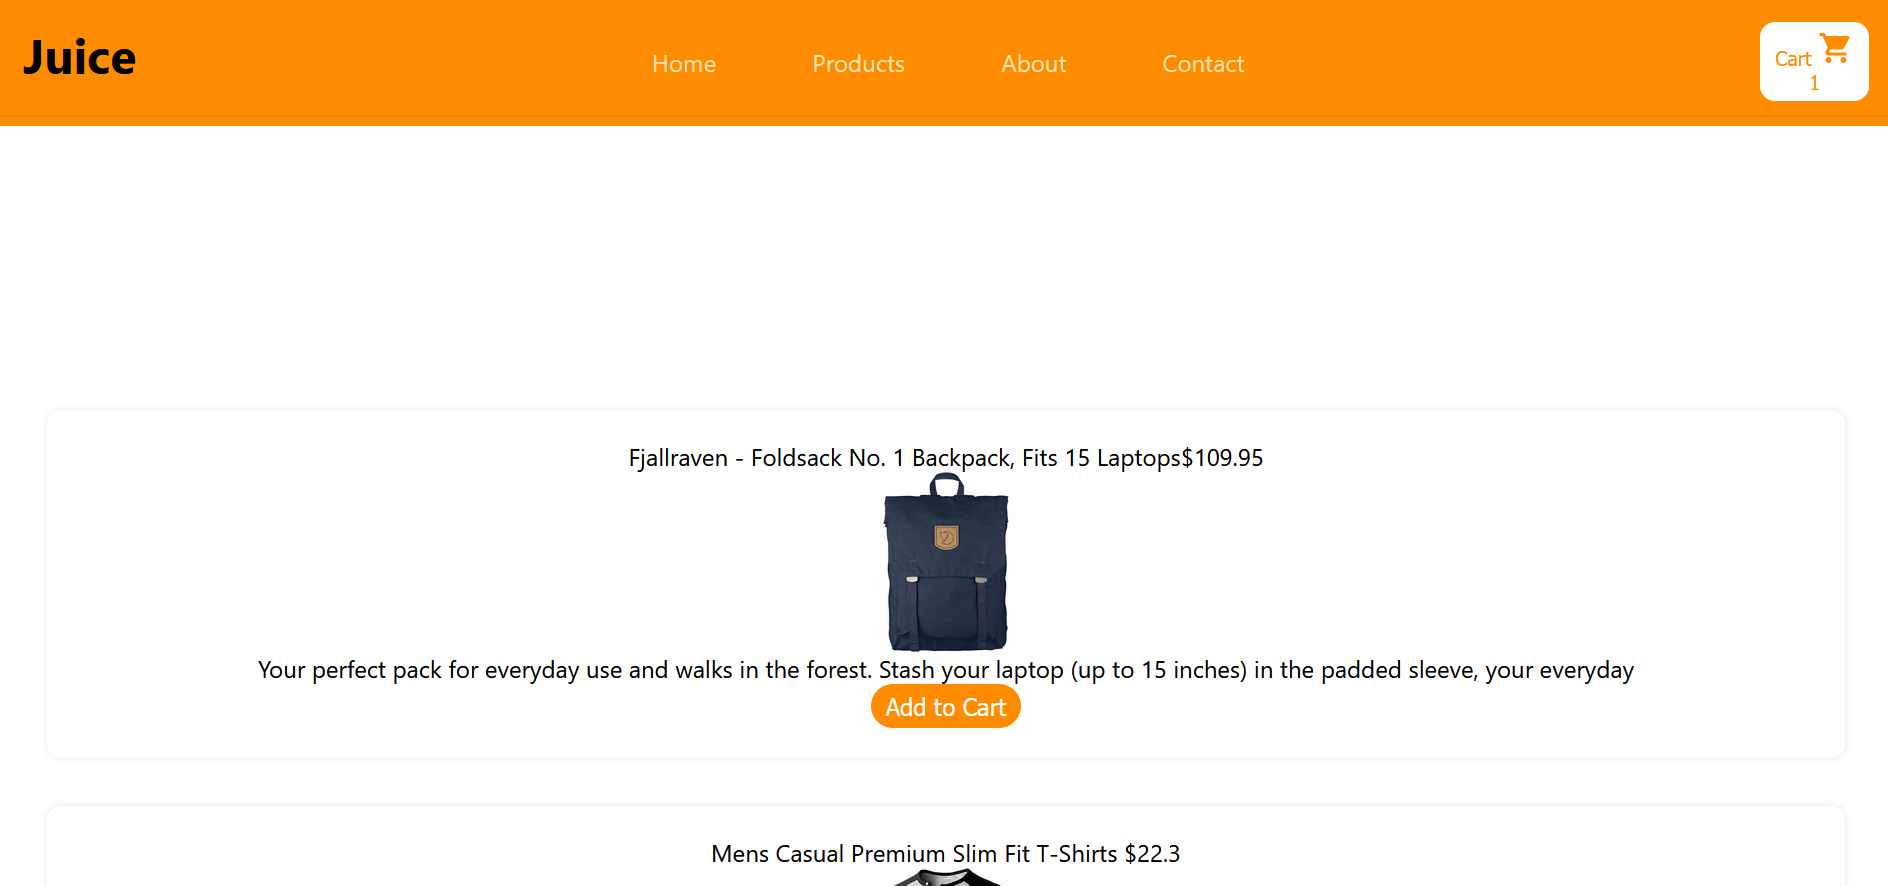 Juice
Home
Products
About
Contact
Cart
1
Fjallraven - Foldsack No. 1 Backpack, Fits 15 Laptops$109.95
Your perfect pack for everyday use and walks in the forest. Stash your laptop (up to 15 inches) in the padded sleeve, your everyday
Add to Cart
Mens Casual Premium Slim Fit T-Shirts $22.3